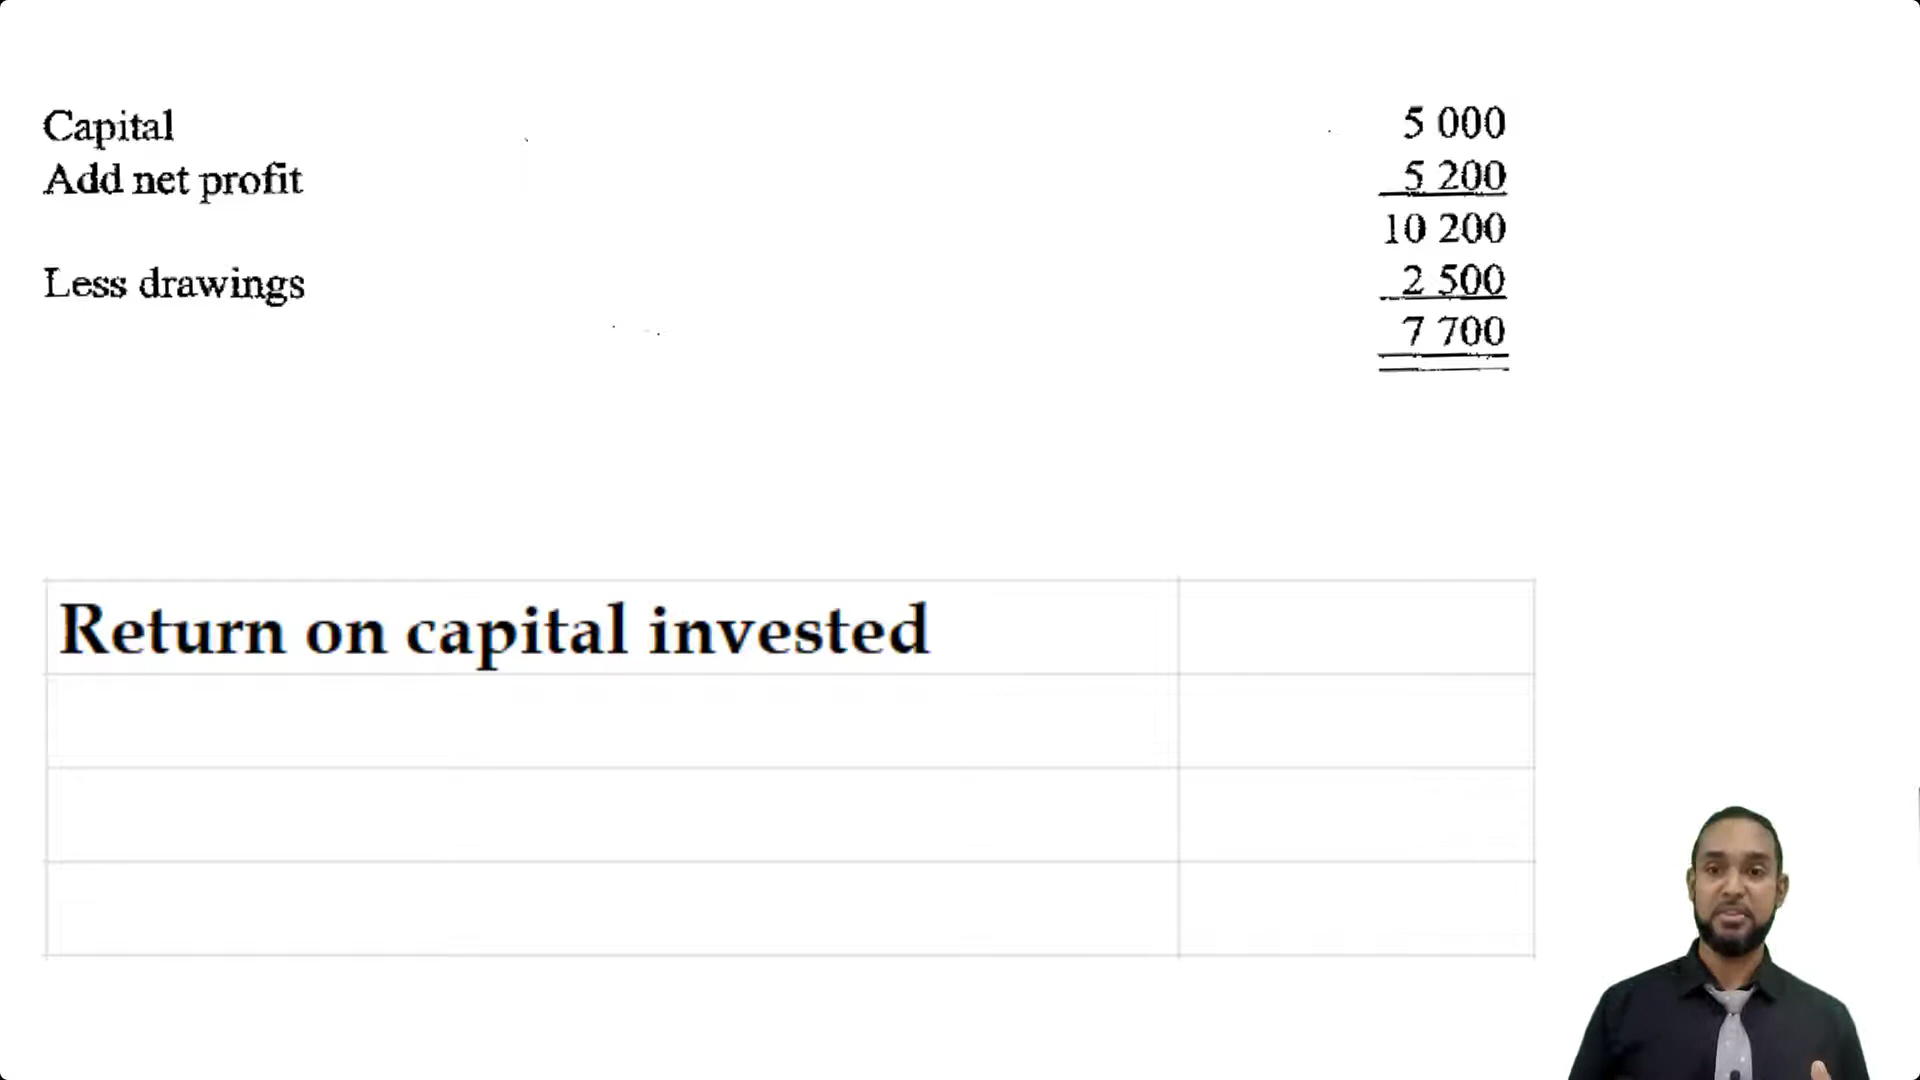 Capital 5 000
Add net profit 5 200
10 200
Less drawings 2 500
7 700
Return on capital invested